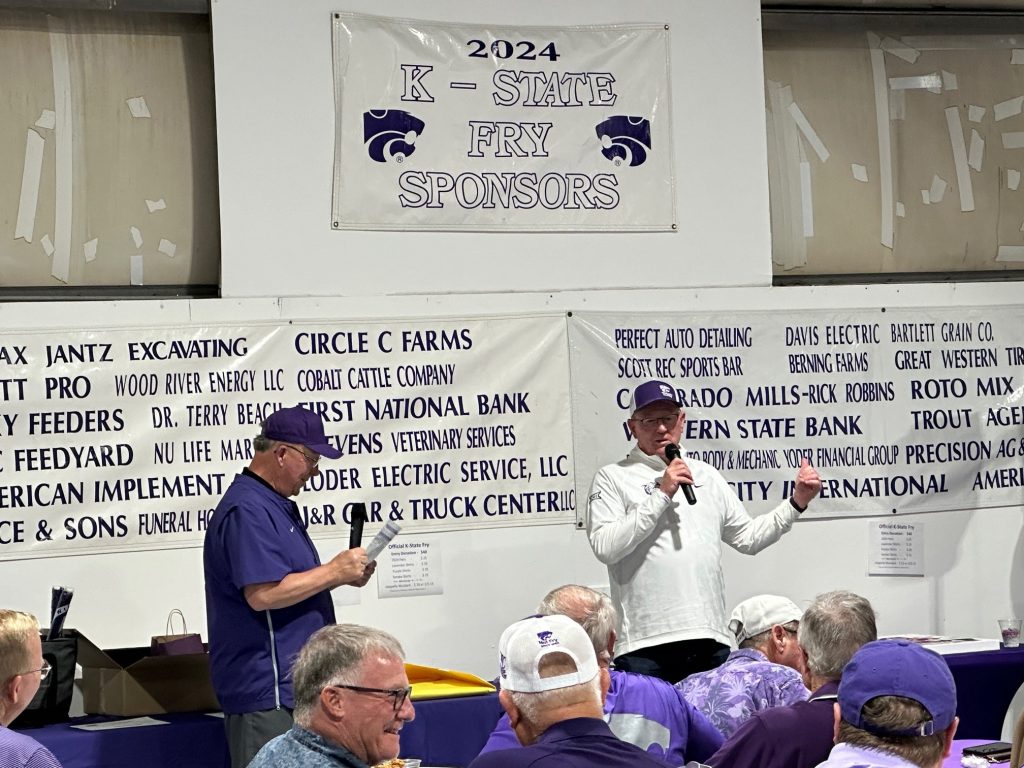 2024
K - STATE
FRY
SPONSORS
®
®
JANTZ EXCAVATING CIRCLE C FARMS
PRO WOOD RIVER ENERGY LLC COBALT CATTLE COMPANY
FEEDERS DR. TERRY BEACH FIRST NATIONAL BANK
FEEDYARD NU LIFE VETERINARY SERVICES
IMPLEMENT ELECTRIC SERVICE, LLC
& SONS FUNERAL J&R CAR & TRUCK CENTER LLC
PERFECT AUTO DETAILING DAVIS ELECTRIC BARTLETT GRAIN CO.
SCOTT REC SPORTS BAR BERNING FARMS GREAT WESTERN
MILLS-RICK ROBBINS ROTO MIX
STATE BANK TROUT
BODY & MECHANIC YODER FINANCIAL GROUP PRECISION AG &
INTERNATIONAL
Official K-State Fry